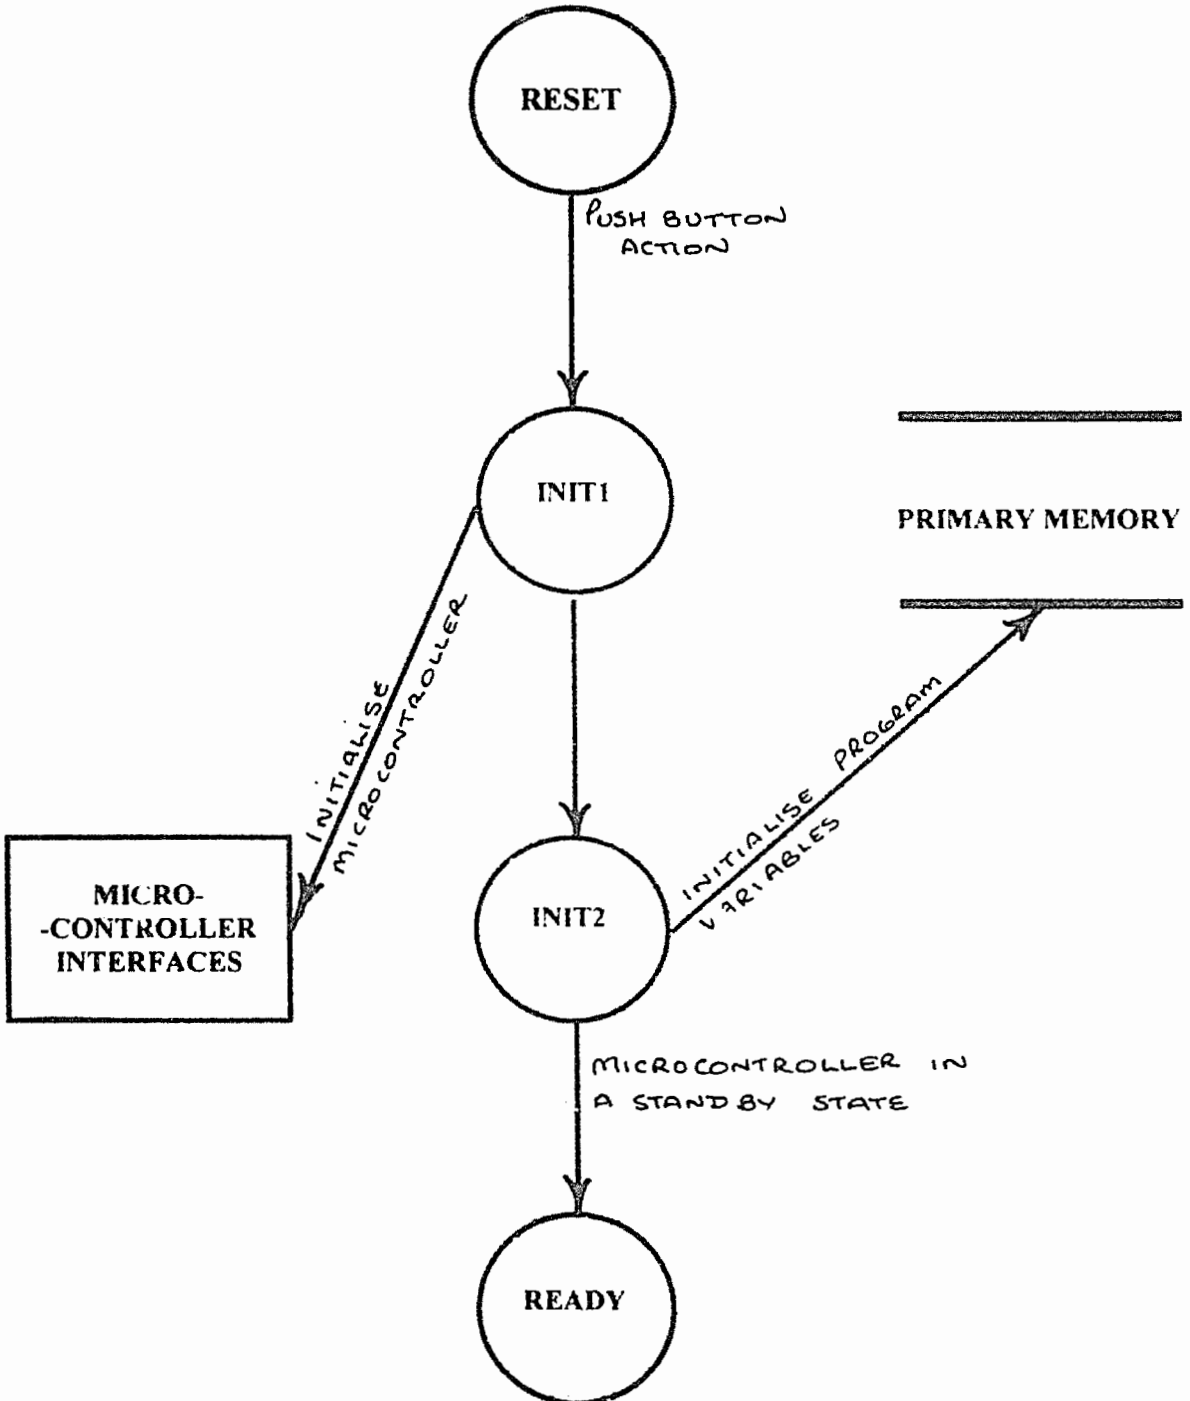 RESET
PUSH BUTTON
ACTION
INIT1
PRIMARY MEMORY
INITIALISE
MICROCONTROLLER
INITIALISE PROGRAM
VARIABLES
MICRO-
-CONTROLLER
INTERFACES
INIT2
MICROCONTROLLER IN
A STANDBY STATE
READY